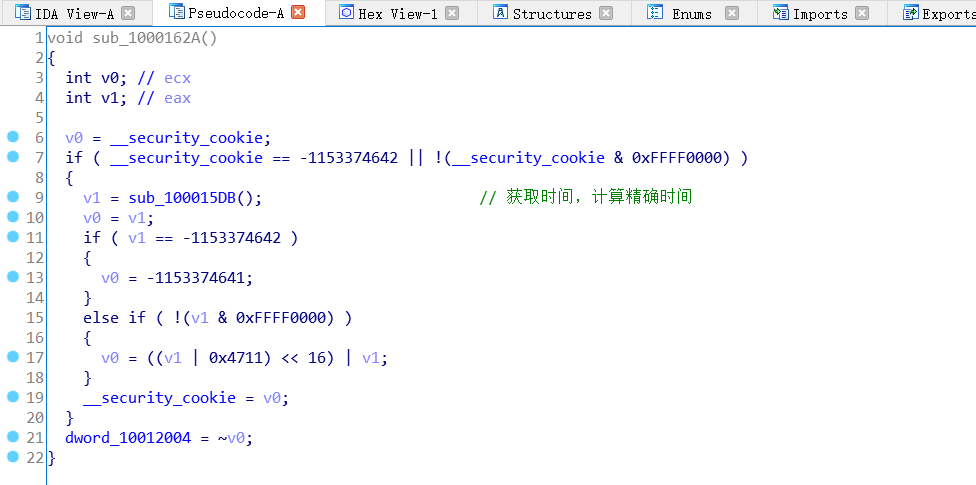 IDA View-A Pseudocode-A Hex View-1 Structures Enums Imports Exports
1 void sub_1000162A()
2 {
3 int v0; // ecx
4 int v1; // eax
5
6 v0 = __security_cookie;
7 if ( __security_cookie == -1153374642 || !(__security_cookie & 0xFFFF0000) )
8 {
9 v1 = sub_100015DB(); // 获取时间，计算精确时间
10 v0 = v1;
11 if ( v1 == -1153374642 )
12 {
13 v0 = -1153374641;
14 }
15 else if ( !(v1 & 0xFFFF0000) )
16 {
17 v0 = ((v1 | 0x4711) << 16) | v1;
18 }
19 __security_cookie = v0;
20 }
21 dword_10012004 = ~v0;
22 }